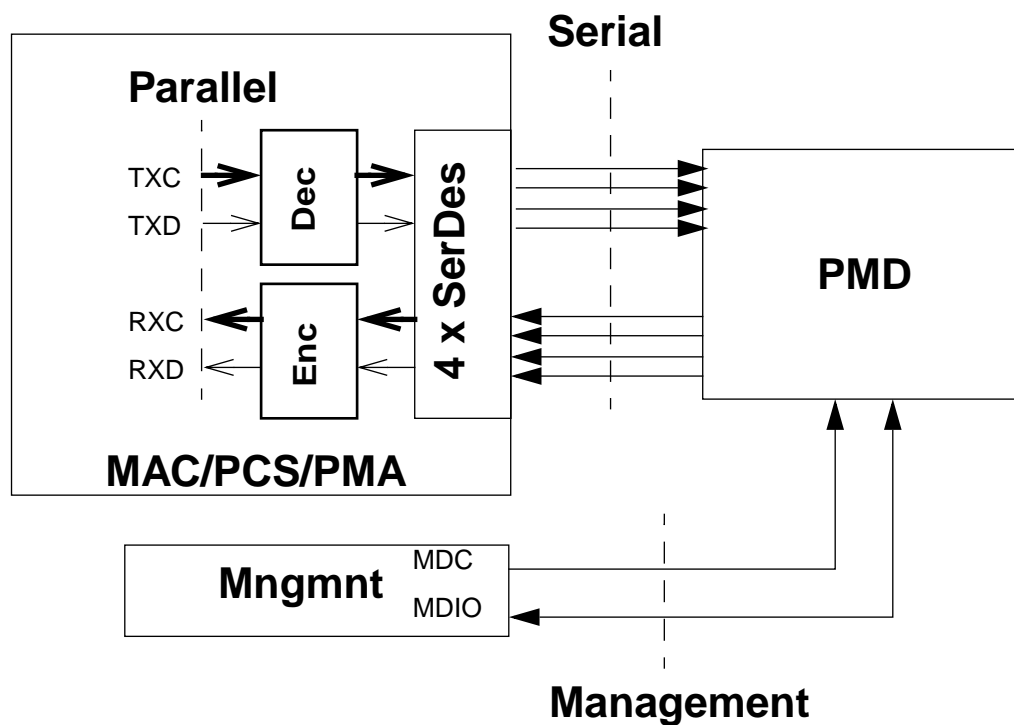 Serial
Parallel
TXC
TXD
Dec
RXC
RXD
Enc
4 x SerDes
PMD
MAC/PCS/PMA
Mngmnt
MDC
MDIO
Management